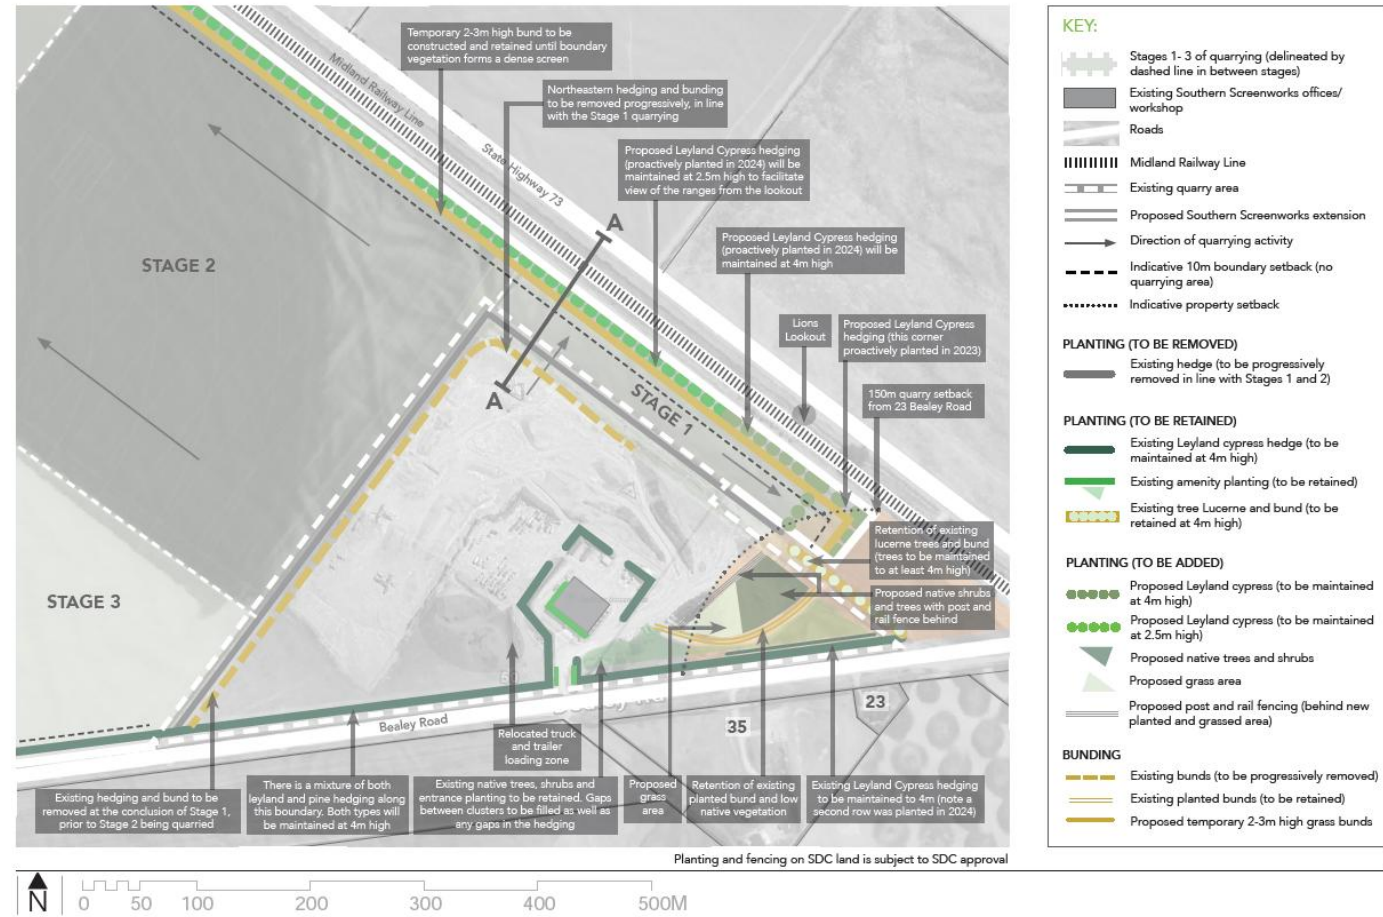 Temporary 2-3m high bund to be
constructed and retained until boundary
vegetation forms a dense screen
Midland Railway Line
Northeastern hedging and bunding
to be removed progressively, in line
with the Stage 1 quarrying
State Highway 73
Proposed Leyland Cypress hedging
(proactively planted in 2024) will be
maintained at 2.5m high to facilitate
view of the ranges from the lookout
A
Proposed Leyland Cypress hedging
(proactively planted in 2024) will be
maintained at 4m high
STAGE 2
Lions
Lookout
Proposed Leyland Cypress
hedging (this corner
proactively planted in 2023)
150m quarry setback
from 23 Bealey Road
A
STAGE 1
Retention of existing
lucerne trees and bund
(trees to be maintained
to at least 4m high)
Proposed native shrubs
and trees with post and
rail fence behind
STAGE 3
Bealey Road
23
35
Relocated truck
and trailer
loading zone
Existing hedging and bund to be
removed at the conclusion of Stage 1,
prior to Stage 2 being quarried
There is a mixture of both
leyland and pine hedging along
this boundary. Both types will
be maintained at 4m high
Existing native trees, shrubs and
entrance planting to be retained. Gaps
between clusters to be filled as well as
any gaps in the hedging
Proposed
grass
area
Retention of existing
planted bund and low
native vegetation
Existing Leyland Cypress hedging
to be maintained to 4m (note a
second row was planted in 2024)
Planting and fencing on SDC land is subject to SDC approval
N
0 50 100 200 300 400 500M
KEY:
Stages 1- 3 of quarrying (delineated by
dashed line in between stages)
Existing Southern Screenworks offices/
workshop
Roads
Midland Railway Line
Existing quarry area
Proposed Southern Screenworks extension
Direction of quarrying activity
Indicative 10m boundary setback (no
quarrying area)
Indicative property setback
PLANTING (TO BE REMOVED)
Existing hedge (to be progressively
removed in line with Stages 1 and 2)
PLANTING (TO BE RETAINED)
Existing Leyland cypress hedge (to be
maintained at 4m high)
Existing amenity planting (to be retained)
Existing tree Lucerne and bund (to be
retained at 4m high)
PLANTING (TO BE ADDED)
Proposed Leyland cypress (to be maintained
at 4m high)
Proposed Leyland cypress (to be maintained
at 2.5m high)
Proposed native trees and shrubs
Proposed grass area
Proposed post and rail fencing (behind new
planted and grassed area)
BUNDING
Existing bunds (to be progressively removed)
Existing planted bunds (to be retained)
Proposed temporary 2-3m high grass bunds